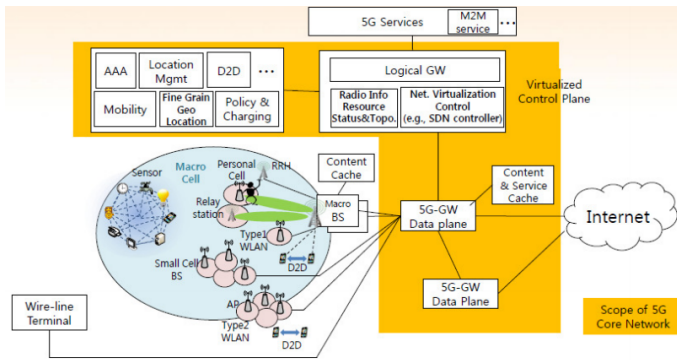 5G Services
M2M
service
...
AAA
Location
Mgmt
D2D
...
Mobility
Fine Grain
Geo
Location
Policy &
Charging
Logical GW
Radio Info
Resource
Status&Topo.
Net. Virtualization
Control
(e.g., SDN controller)
Virtualized
Control Plane
Sensor
Macro
Cell
Personal
Cell
RRH
Content
Cache
Relay
station
Macro
BS
Type1
WLAN
D2D
Small Cell
BS
AP
Type2
WLAN
D2D
5G-GW
Data plane
Content
& Service
Cache
Internet
5G-GW
Data Plane
Wire-line
Terminal
Scope of 5G
Core Network